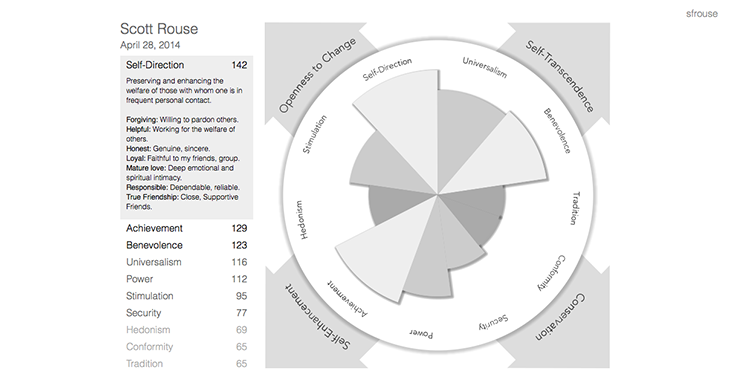 sfrouse
Scott Rouse
April 28, 2014
Self-Direction 142
Preserving and enhancing the
welfare of those with whom one is in
frequent personal contact.
Forgiving: Willing to pardon others.
Helpful: Working for the welfare of
others.
Honest: Genuine, sincere.
Loyal: Faithful to my friends, group.
Mature love: Deep emotional and
spiritual intimacy.
Responsible: Dependable, reliable.
True Friendship: Close, Supportive
Friends.
Achievement 129
Benevolence 123
Universalism 116
Power 112
Stimulation 95
Security 77
Hedonism 69
Conformity 65
Tradition 65
Openness to Change
Self-Transcendence
Self-Direction
Universalism
Stimulation
Benevolence
Hedonism
Tradition
Achievement
Conformity
Power
Security
Self-Enhancement
Conservation